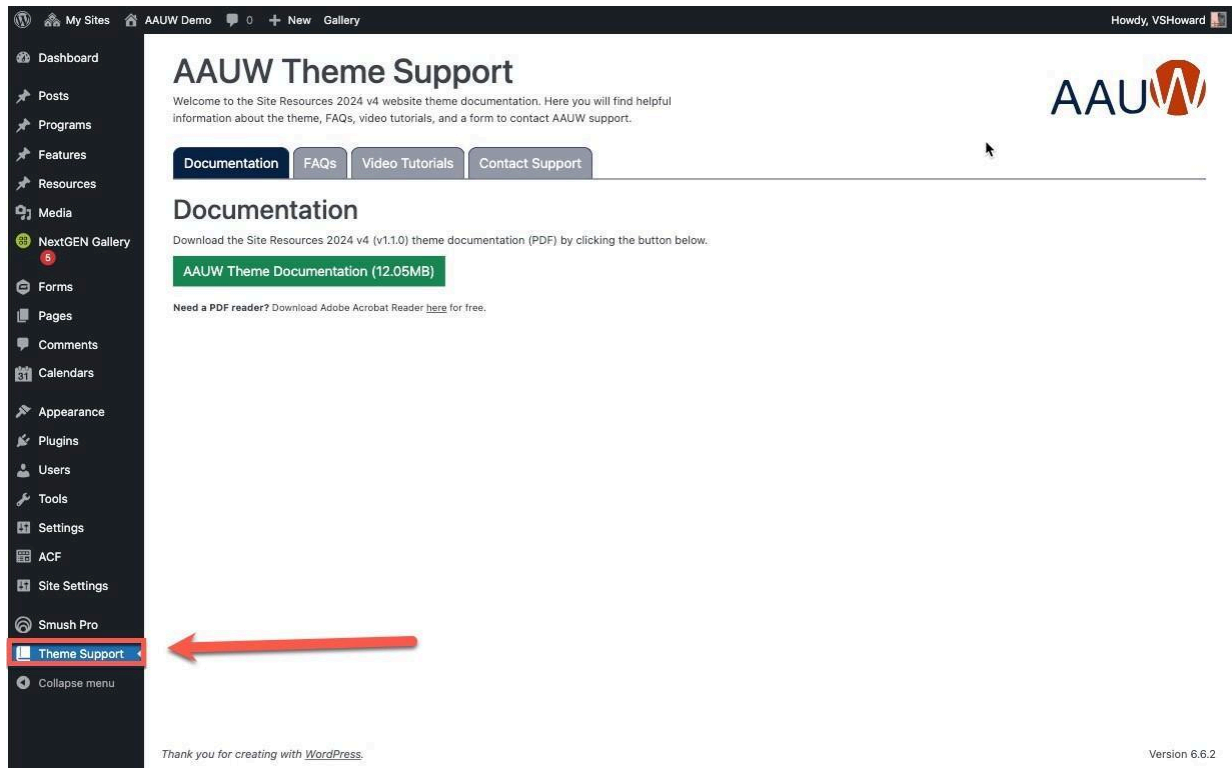 My Sites AAUW Demo 0 + New Gallery Howdy, VSHoward
Dashboard
Posts
Programs
Features
Resources
Media
NextGEN Gallery
5
Forms
Pages
Comments
31 Calendars
Appearance
Plugins
Users
Tools
Settings
ACF
Site Settings
Smush Pro
Theme Support
Collapse menu
AAUW Theme Support
Welcome to the Site Resources 2024 v4 website theme documentation. Here you will find helpful
information about the theme, FAQs, video tutorials, and a form to contact AAUW support.
AAUW
Documentation FAQs Video Tutorials Contact Support
Documentation
Download the Site Resources 2024 v4 (v1.1.0) theme documentation (PDF) by clicking the button below.
AAUW Theme Documentation (12.05MB)
Need a PDF reader? Download Adobe Acrobat Reader here for free.
Thank you for creating with WordPress. Version 6.6.2